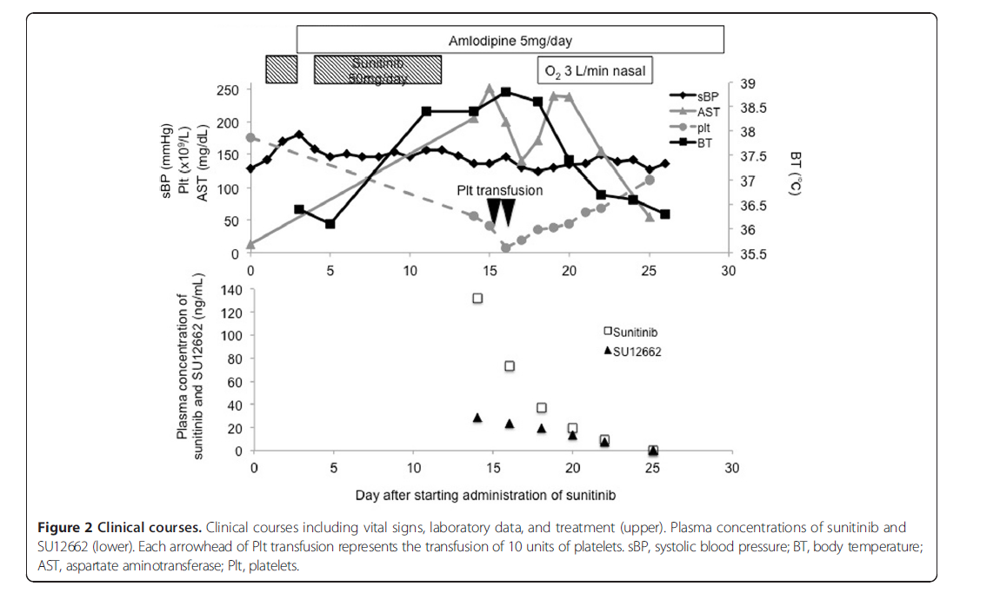 Amlodipine 5mg/day
Sunitinib
50mg/day
O2 3 L/min nasal
sBP (mmHg)
Plt (x10⁹/L)
AST (mg/dL)
250
200
150
100
50
0
39
38.5
38
37.5
37
36.5
36
35.5
BT (°C)
sBP
AST
plt
BT
Plt transfusion
0 5 10 15 20 25 30
Plasma concentration of
sunitinib and SU12662 (ng/mL)
140
120
100
80
60
40
20
0
Sunitinib
SU12662
0 5 10 15 20 25 30
Day after starting administration of sunitinib
Figure 2 Clinical courses. Clinical courses including vital signs, laboratory data, and treatment (upper). Plasma concentrations of sunitinib and
SU12662 (lower). Each arrowhead of Plt transfusion represents the transfusion of 10 units of platelets. sBP, systolic blood pressure; BT, body temperature;
AST, aspartate aminotransferase; Plt, platelets.